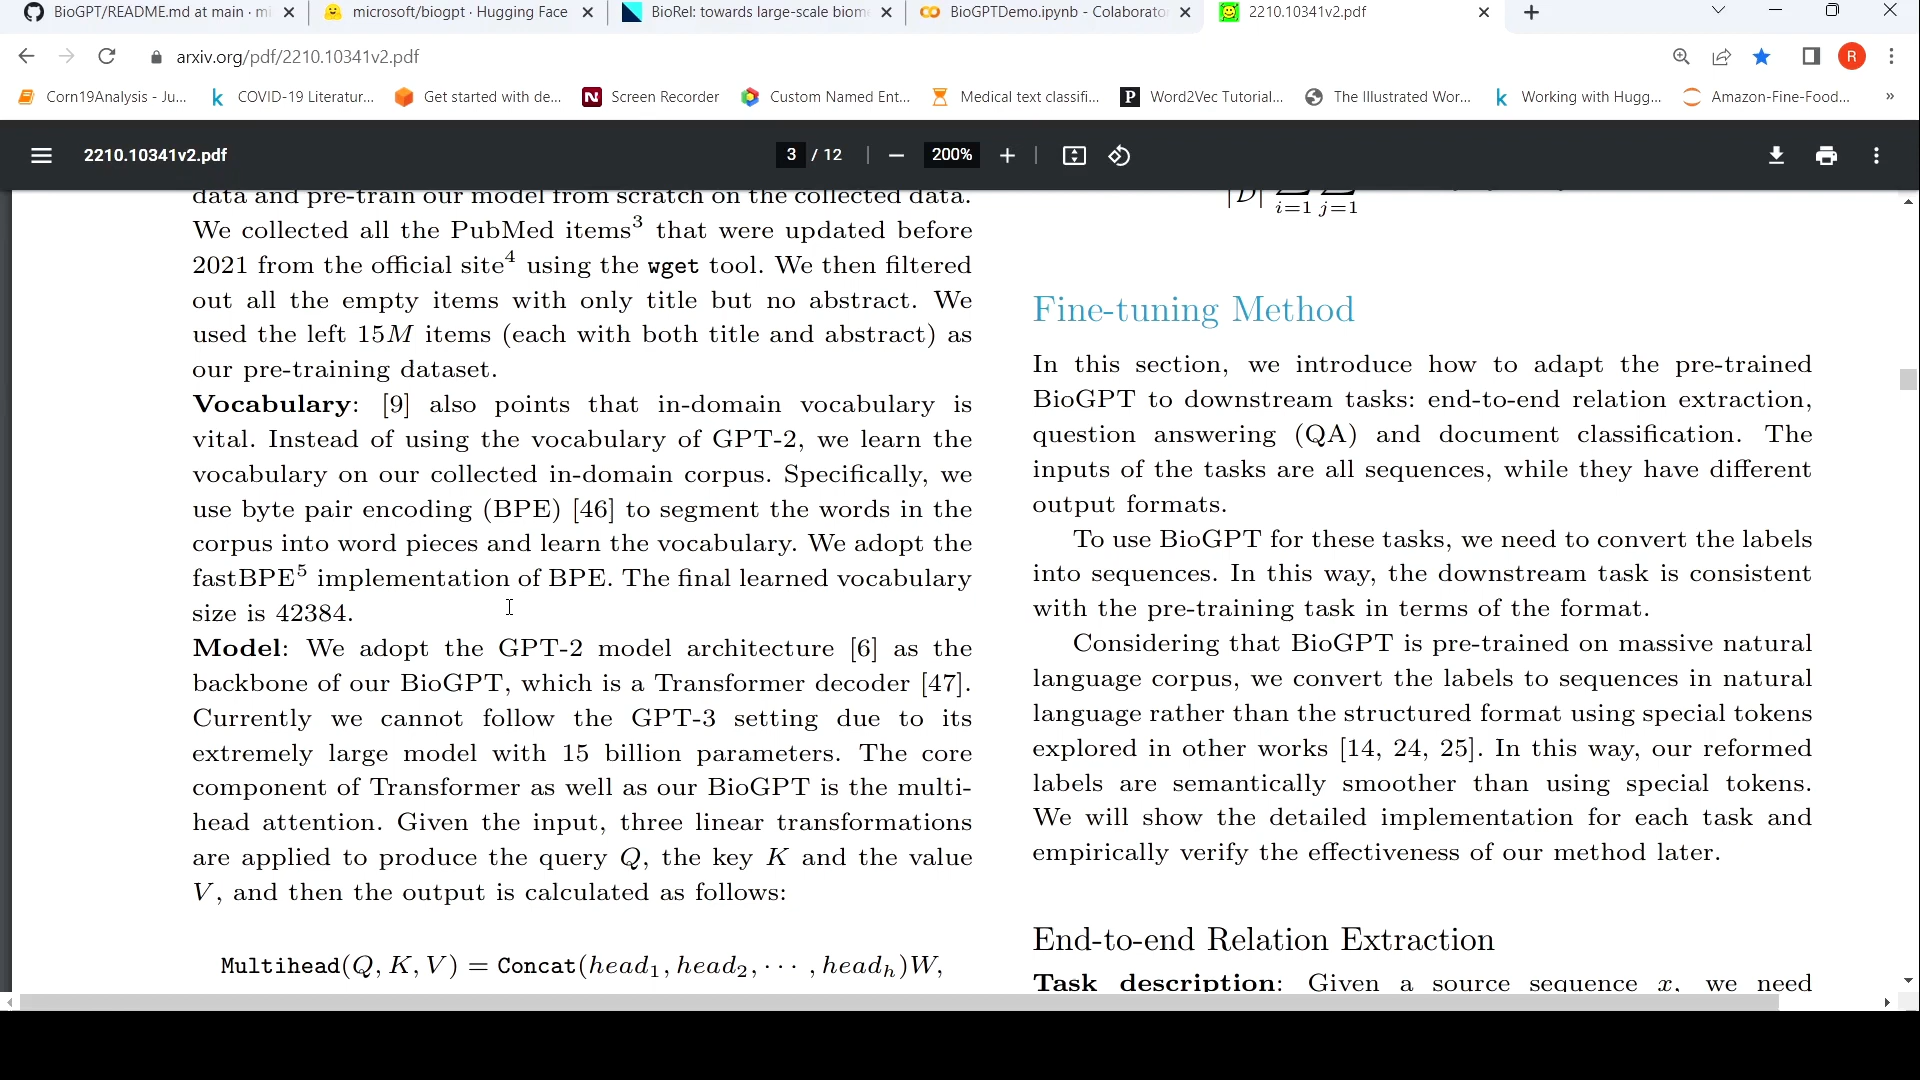 BioGPT/README.md at main · mi
microsoft/biogpt · Hugging Face
BioRel: towards large-scale biome
BioGPTDemo.ipynb - Colaborato
2210.10341v2.pdf
arxiv.org/pdf/2210.10341v2.pdf
R
Corn19Analysis - Ju...
COVID-19 Literatur...
Get started with de...
N Screen Recorder
Custom Named Ent...
Medical text classifi...
P Word2Vec Tutorial...
The Illustrated Wor...
k Working with Hugg...
Amazon-Fine-Food...
»
2210.10341v2.pdf
3 / 12
200%
data and pre-train our model from scratch on the collected data.
We collected all the PubMed items3 that were updated before
2021 from the official site4 using the wget tool. We then filtered
out all the empty items with only title but no abstract. We
used the left 15M items (each with both title and abstract) as
our pre-training dataset.
Vocabulary: [9] also points that in-domain vocabulary is
vital. Instead of using the vocabulary of GPT-2, we learn the
vocabulary on our collected in-domain corpus. Specifically, we
use byte pair encoding (BPE) [46] to segment the words in the
corpus into word pieces and learn the vocabulary. We adopt the
fastBPE5 implementation of BPE. The final learned vocabulary
size is 42384.
Model: We adopt the GPT-2 model architecture [6] as the
backbone of our BioGPT, which is a Transformer decoder [47].
Currently we cannot follow the GPT-3 setting due to its
extremely large model with 15 billion parameters. The core
component of Transformer as well as our BioGPT is the multi-
head attention. Given the input, three linear transformations
are applied to produce the query Q, the key K and the value
V, and then the output is calculated as follows:
Multihead(Q, K, V) = Concat(head1, head2, ··· , headh)W,
i=1 j=1
Fine-tuning Method
In this section, we introduce how to adapt the pre-trained
BioGPT to downstream tasks: end-to-end relation extraction,
question answering (QA) and document classification. The
inputs of the tasks are all sequences, while they have different
output formats.
To use BioGPT for these tasks, we need to convert the labels
into sequences. In this way, the downstream task is consistent
with the pre-training task in terms of the format.
Considering that BioGPT is pre-trained on massive natural
language corpus, we convert the labels to sequences in natural
language rather than the structured format using special tokens
explored in other works [14, 24, 25]. In this way, our reformed
labels are semantically smoother than using special tokens.
We will show the detailed implementation for each task and
empirically verify the effectiveness of our method later.
End-to-end Relation Extraction
Task description: Given a source sequence x, we need